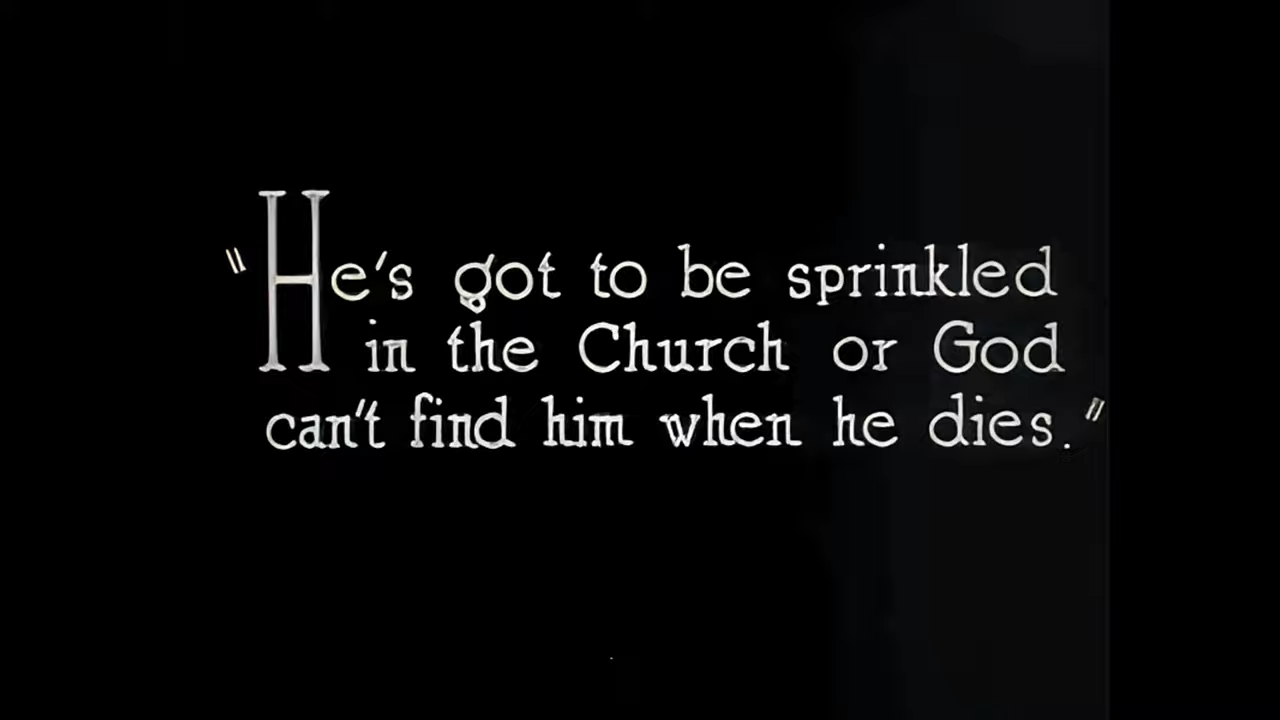 "He's got to be sprinkled
in the Church or God
can't find him when he dies."